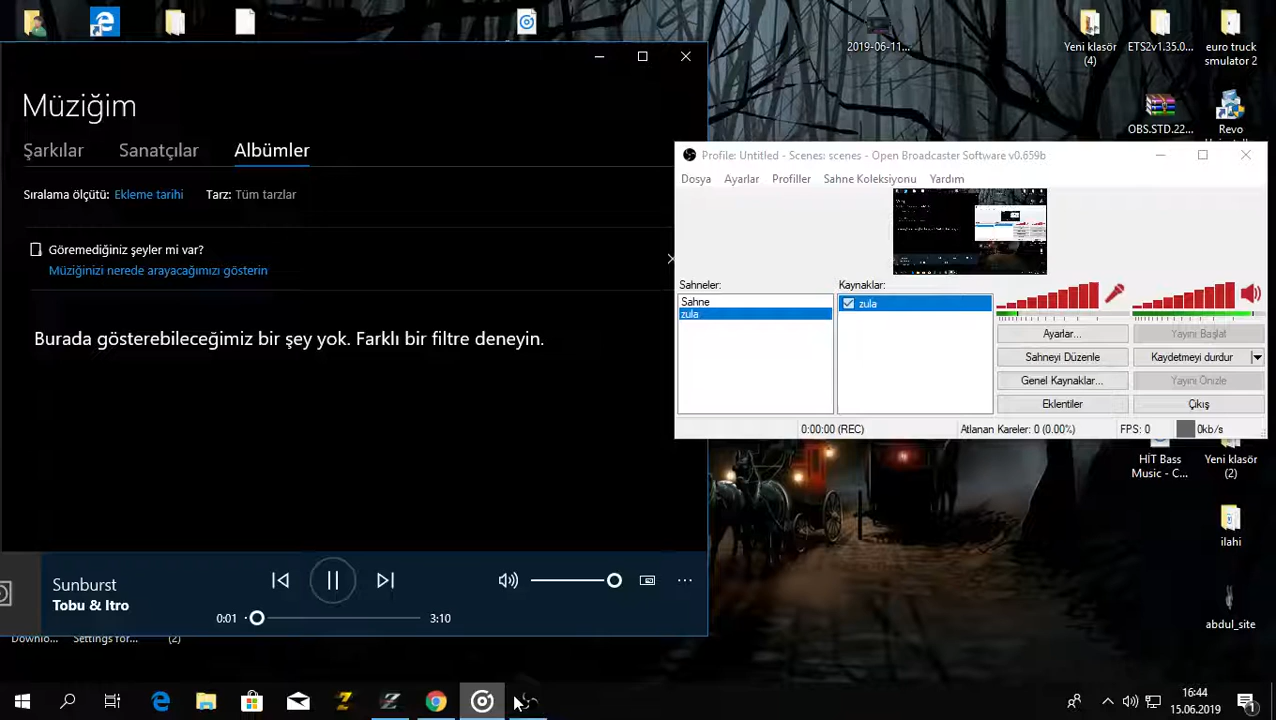 2019-06-11...
Yeni klasör
(4)
ETS2v1.35.0...
euro truck
smulator 2
OBS.STD.22...
Revo
Müziğim
Şarkılar
Sanatçılar
Albümler
Sıralama ölçütü: Ekleme tarihi
Tarz: Tüm tarzlar
Göremediğiniz şeyler mi var?
Müziğinizi nerede arayacağımızı gösterin
Burada gösterebileceğimiz bir şey yok. Farklı bir filtre deneyin.
Sunburst
Tobu & Itro
0:01
3:10
Profile: Untitled - Scenes: scenes - Open Broadcaster Software v0.659b
Dosya
Ayarlar
Profiller
Sahne Koleksiyonu
Yardım
Sahneler:
Sahne
zula
Kaynaklar:
zula
Ayarlar...
Yayını Başlat
Sahneyi Düzenle
Kaydetmeyi durdur
Genel Kaynaklar...
Yayını Önizle
Eklentiler
Çıkış
0:00:00 (REC)
Atlanan Kareler: 0 (0.00%)
FPS: 0
0kb/s
HİT Bass
Music - C...
Yeni klasör
(2)
ilahi
abdul_site
Downlo...
Settings for...
(2)
16:44
15.06.2019
1